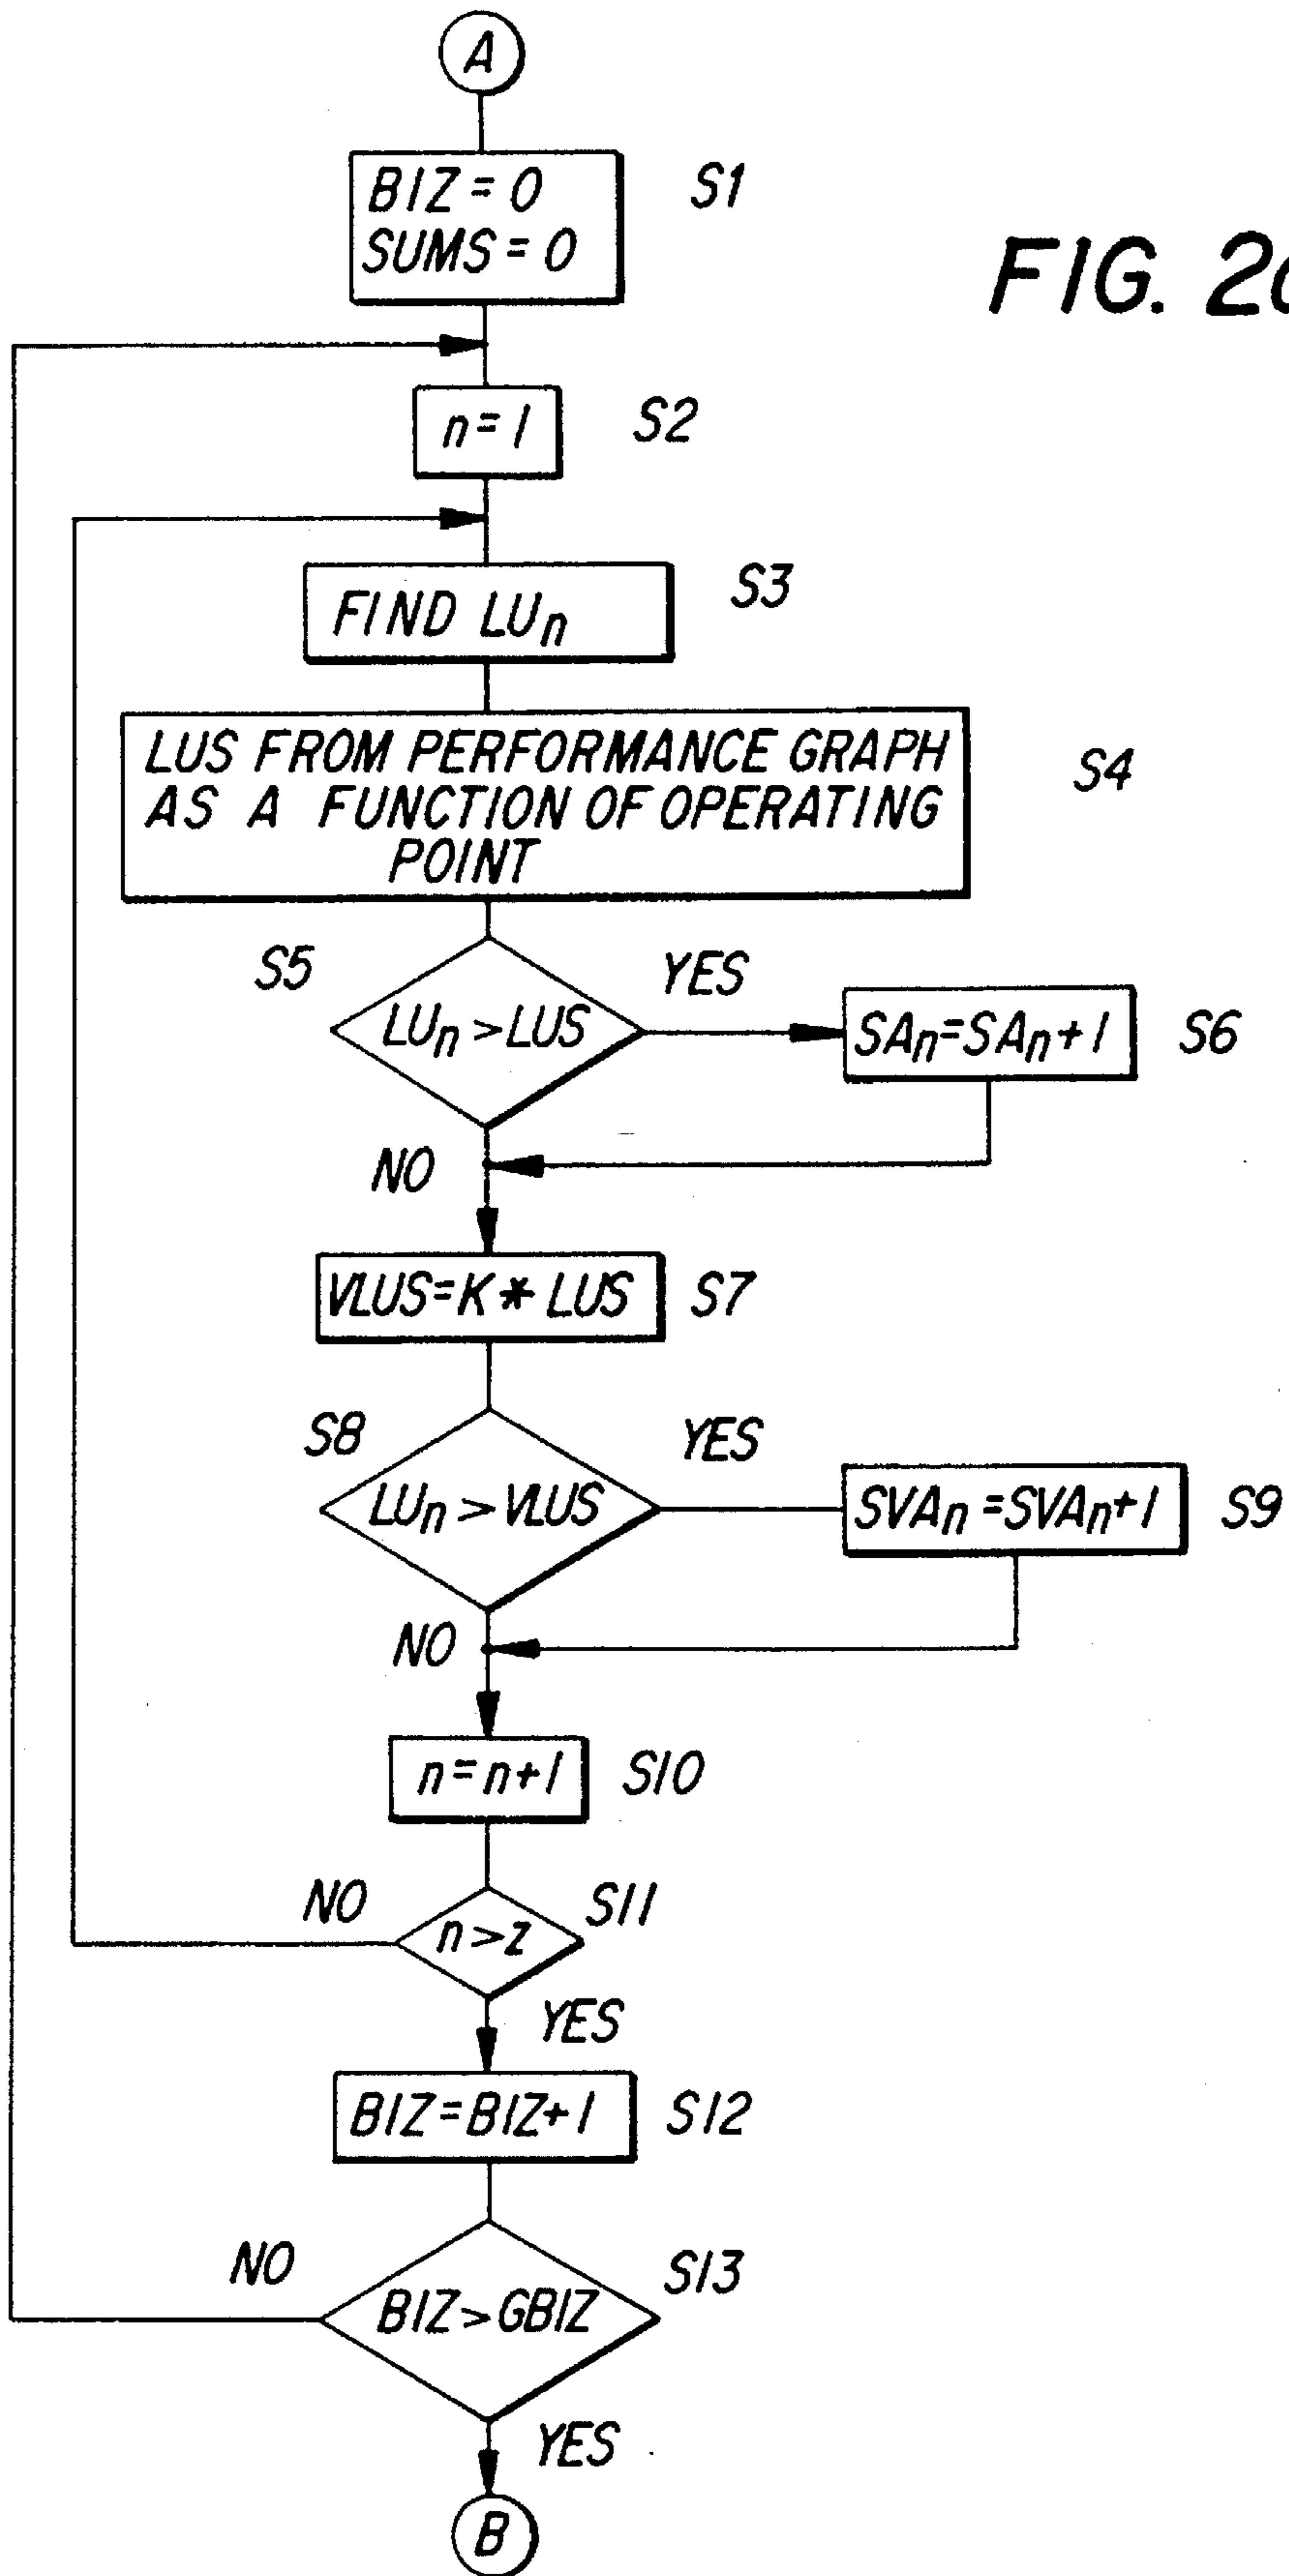 A
BIZ = 0
SUMS = 0
S1
FIG. 2
n = 1
S2
FIND LUn
S3
LUS FROM PERFORMANCE GRAPH
AS A FUNCTION OF OPERATING
POINT
S4
S5
LUn > LUS
YES
SAn = SAn + 1
S6
NO
VLUS = K * LUS
S7
S8
LUn > VLUS
YES
SVAn = SVAn + 1
S9
NO
n = n + 1
S10
NO
n > z
S11
YES
BIZ = BIZ + 1
S12
NO
BIZ > GBIZ
S13
YES
B